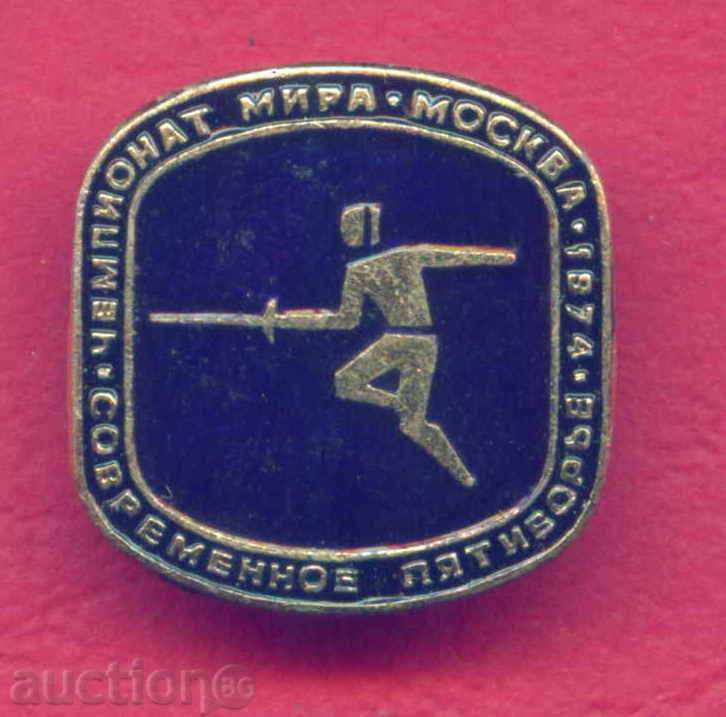 ЧЕМПИОНАТ МИРА · МОСКВА · 1974 ·
СОВРЕМЕННОЕ ПЯТИБОРЬЕ ·
auction BG